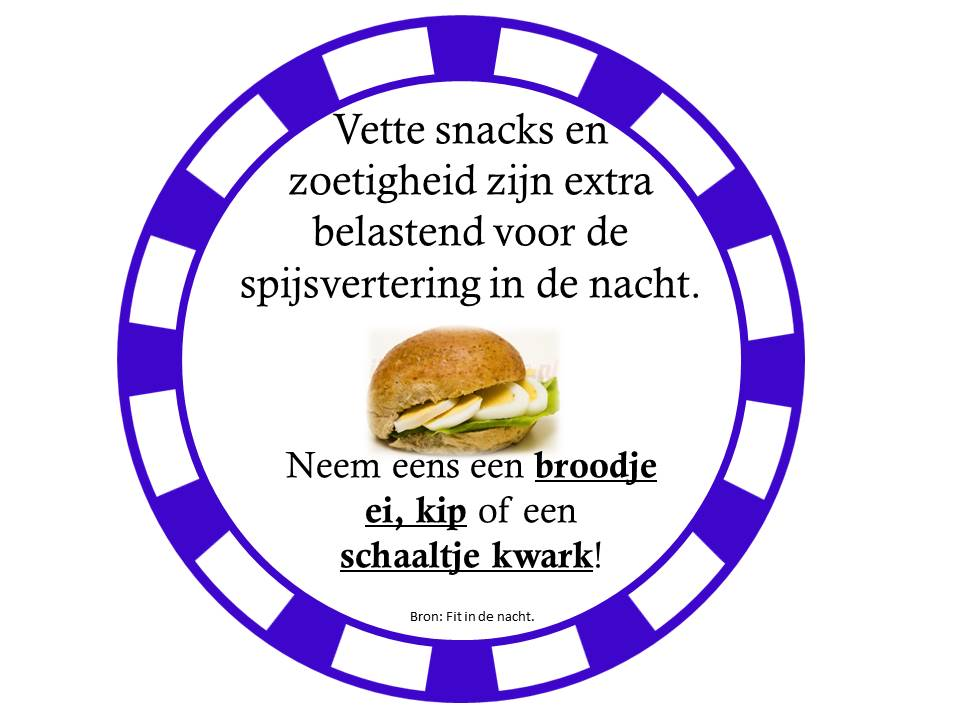 Vette snacks en
zoetigheid zijn extra
belastend voor de
spijsvertering in de nacht.
Neem eens een broodje
ei, kip of een
schaaltje kwark!
Bron: Fit in de nacht.